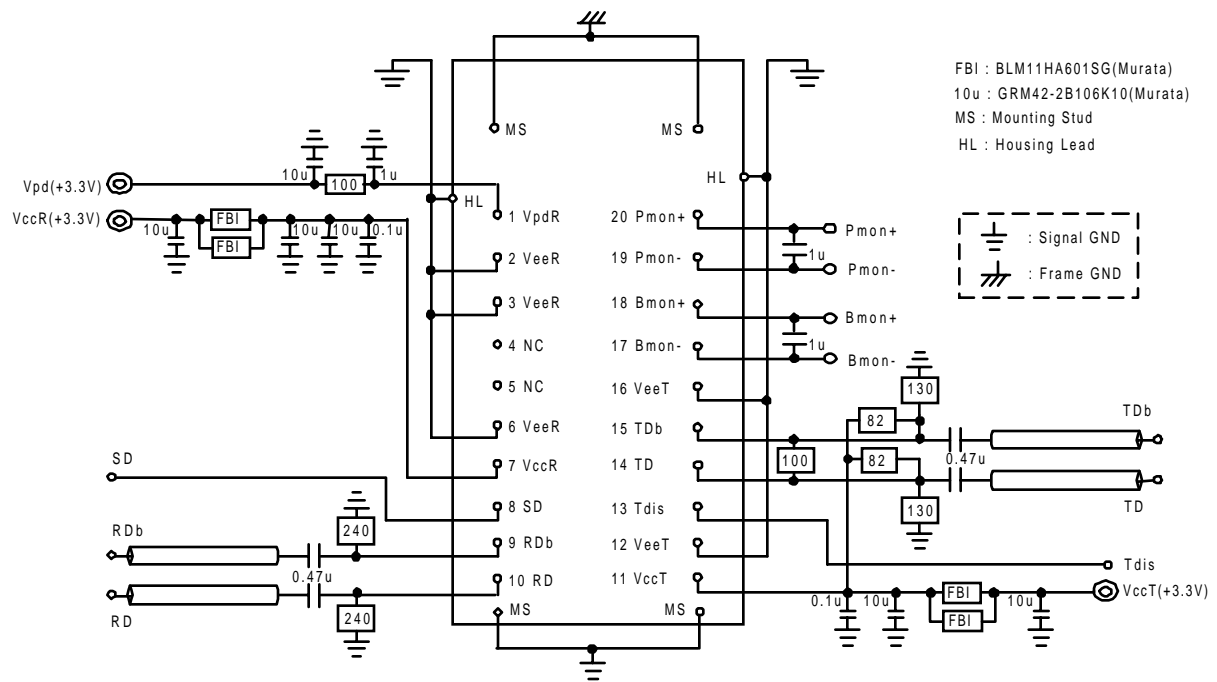 FBI : BLM11HA601SG(Murata)
10u : GRM42-2B106K10(Murata)
MS : Mounting Stud
HL : Housing Lead
MS
MS
HL
HL
Vpd(+3.3V)
10u
100
1u
VccR(+3.3V)
10u
FBI
FBI
10u
10u
0.1u
1 VpdR
2 VeeR
3 VeeR
4 NC
5 NC
6 VeeR
7 VccR
8 SD
9 RDb
10 RD
MS
20 Pmon+
19 Pmon-
18 Bmon+
17 Bmon-
16 VeeT
15 TDb
14 TD
13 Tdis
12 VeeT
11 VccT
MS
Pmon+
1u
Pmon-
Bmon+
1u
Bmon-
: Signal GND
: Frame GND
130
82
TDb
100
82
0.47u
130
TD
SD
240
RDb
0.47u
RD
240
Tdis
VccT(+3.3V)
0.1u
10u
FBI
FBI
10u